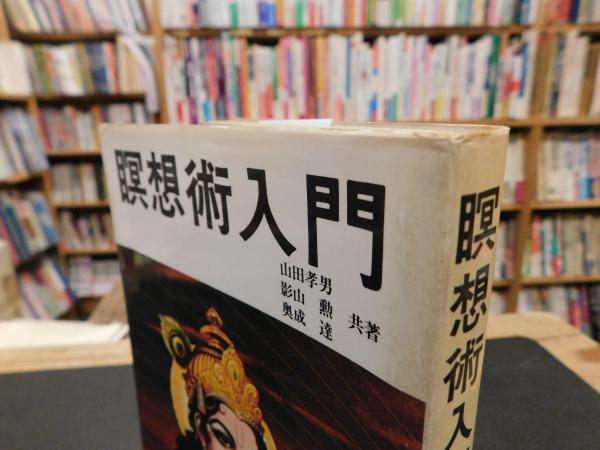 瞑想術入門
山田孝男
影山 勲
奥成 達
共著
瞑想術入